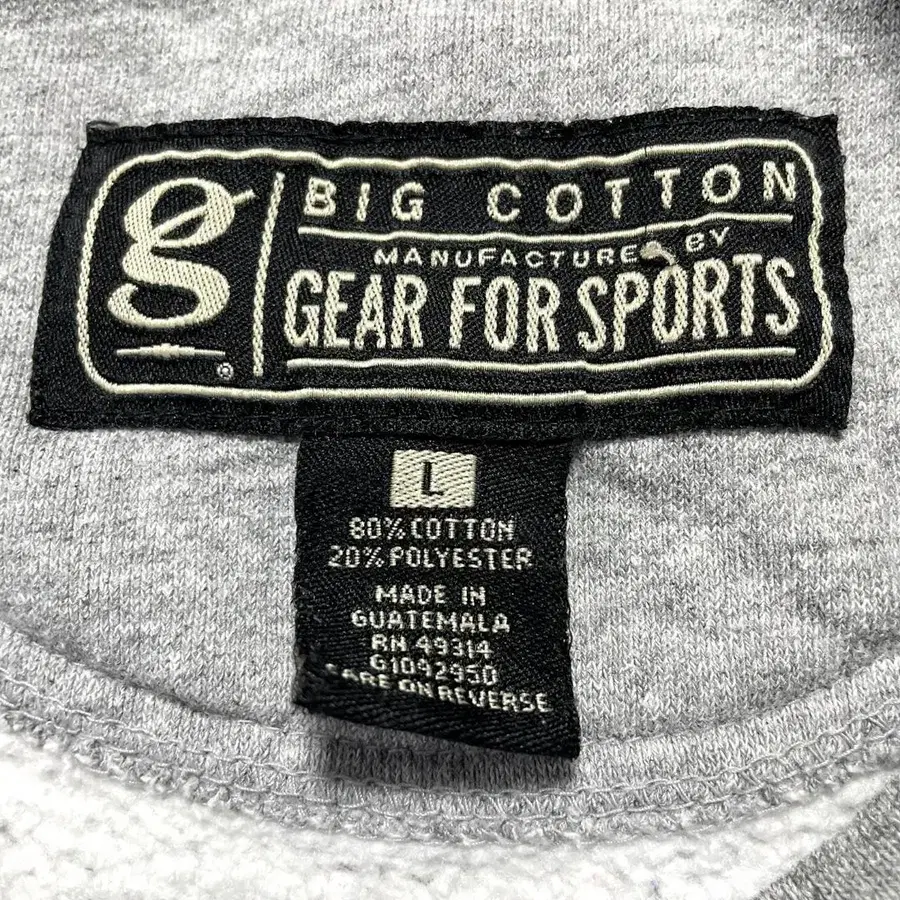 g
®
BIG COTTON
MANUFACTURED BY
GEAR FOR SPORTS
L
80% COTTON
20% POLYESTER
MADE IN
GUATEMALA
RN 49314
G1092950
CARE ON REVERSE